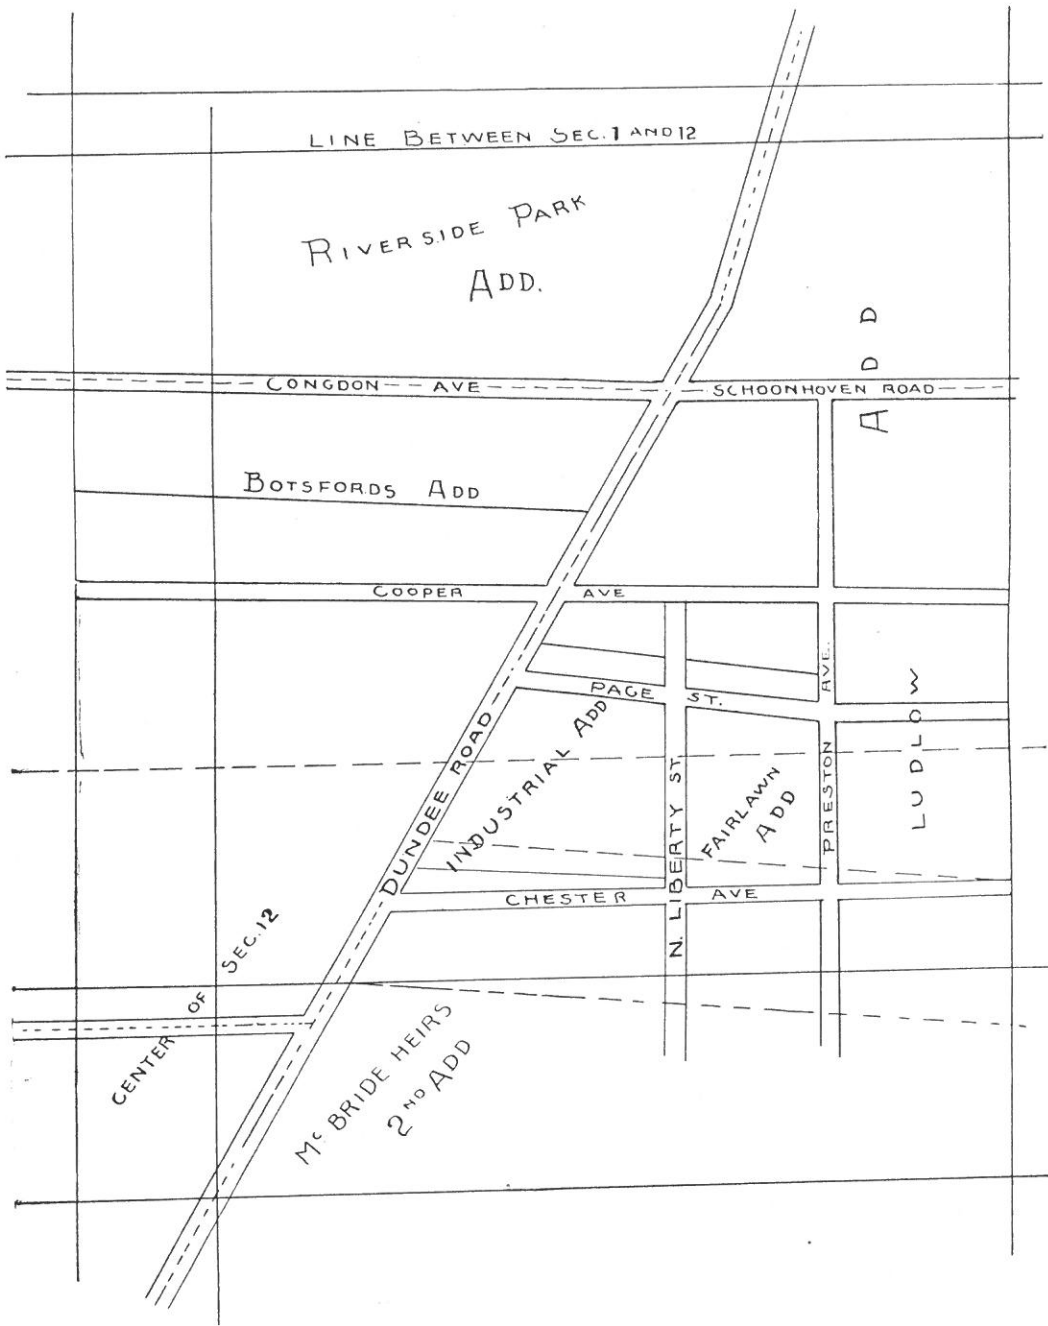 LINE BETWEEN SEC. 1 AND 12
RIVERSIDE PARK
ADD.
ADD
CONGDON AVE
SCHOONHOVEN ROAD
BOTSFORDS ADD
COOPER AVE
PAGE ST.
INDUSTRIAL ADD
DUNDEE ROAD
N. LIBERTY ST.
FAIRLAWN
ADD
PRESTON AVE.
LUDLOW
CHESTER AVE
CENTER OF SEC. 12
Mc BRIDE HEIRS
2ND ADD